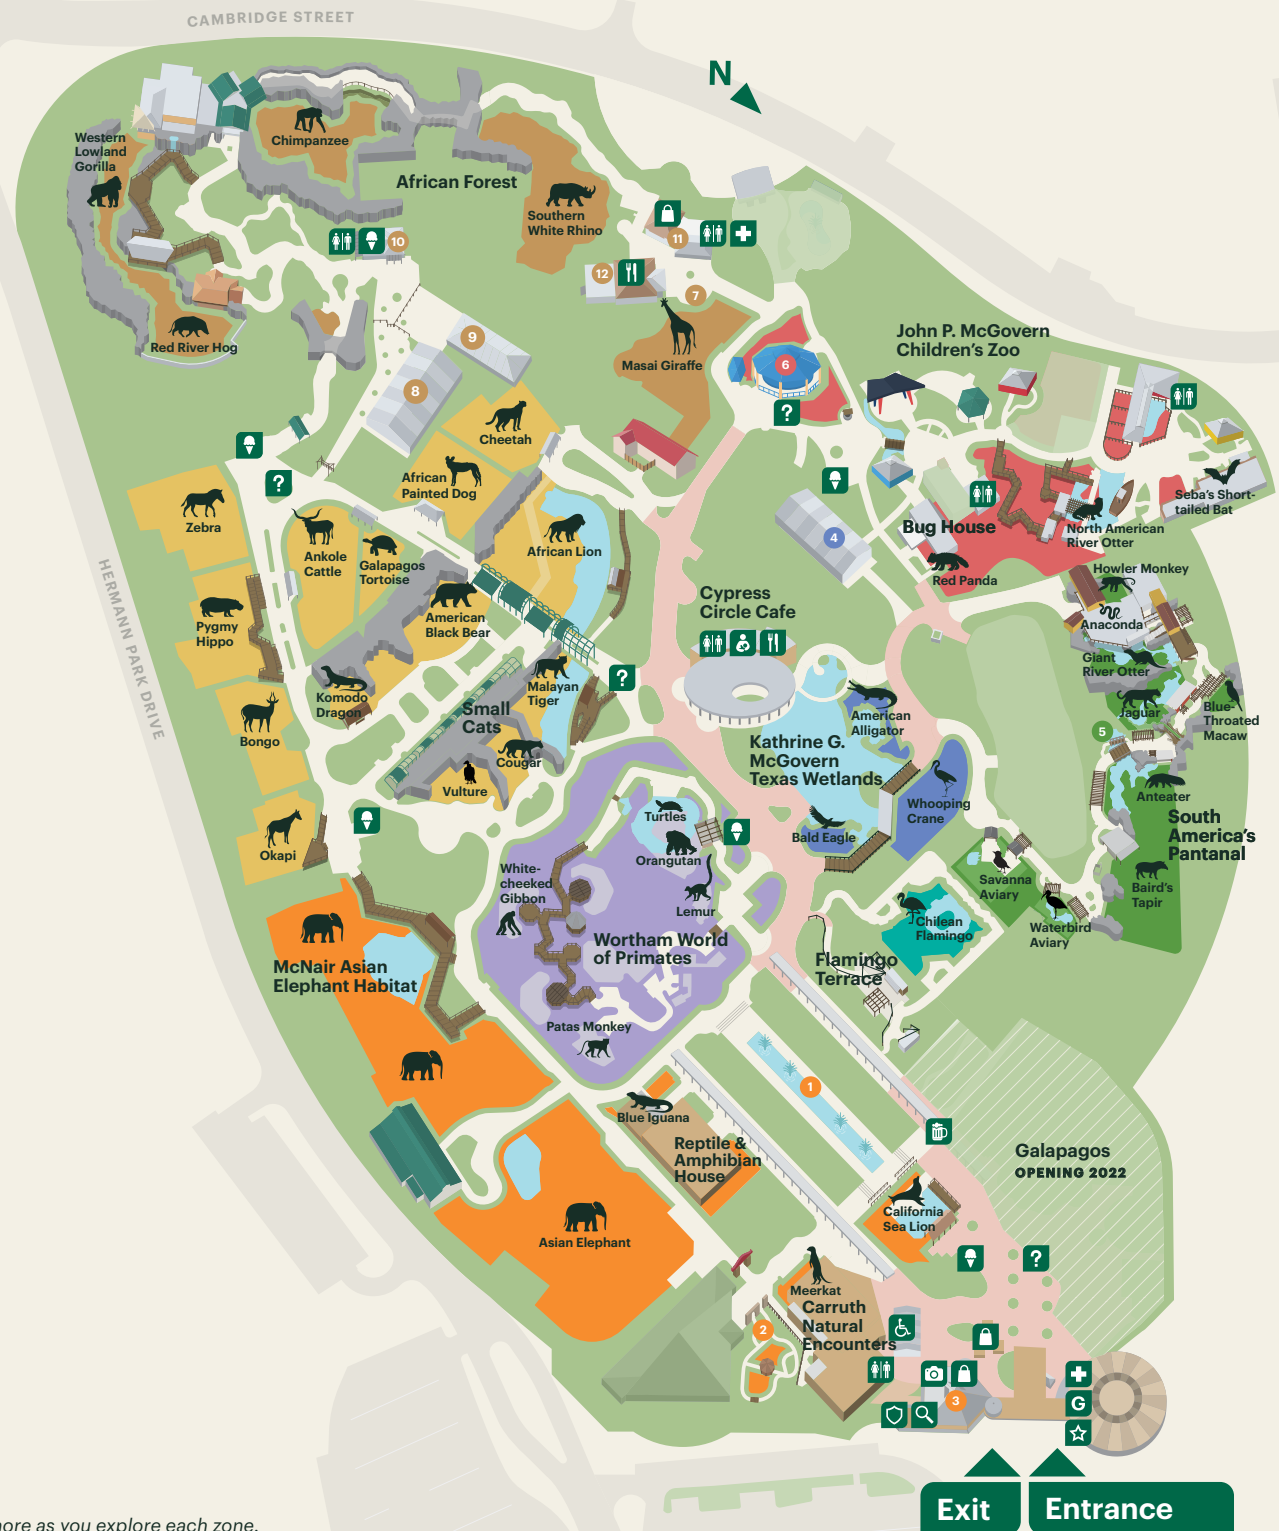 CAMBRIDGE STREET
N
Western
Lowland
Gorilla
Chimpanzee
African Forest
Southern
White Rhino
10
11
12
7
Red River Hog
9
8
Masai Giraffe
6
?
John P. McGovern
Children's Zoo
Cheetah
African
Painted Dog
?
Zebra
Ankole
Cattle
Galapagos
Tortoise
African Lion
4
Bug House
Seba's Short-
tailed Bat
North American
River Otter
Red Panda
Howler Monkey
Anaconda
Giant
River Otter
Jaguar
Blue-
Throated
Macaw
5
HERMANN PARK DRIVE
Pygmy
Hippo
American
Black Bear
Cypress
Circle Cafe
Komodo
Dragon
Malayan
Tiger
?
Small
Cats
Cougar
Vulture
Bongo
American
Alligator
Kathrine G.
McGovern
Texas Wetlands
Whooping
Crane
Bald Eagle
Anteater
South
America's
Pantanal
Baird's
Tapir
Okapi
Turtles
Orangutan
White-
cheeked
Gibbon
Lemur
Savanna
Aviary
Waterbird
Aviary
Chilean
Flamingo
Flamingo
Terrace
Wortham World
of Primates
McNair Asian
Elephant Habitat
Patas Monkey
1
Blue Iguana
Reptile &
Amphibian
House
Galapagos
OPENING 2022
California
Sea Lion
Asian Elephant
?
Meerkat
Carruth
Natural
Encounters
2
3
G
Exit
Entrance
more as you explore each zone.